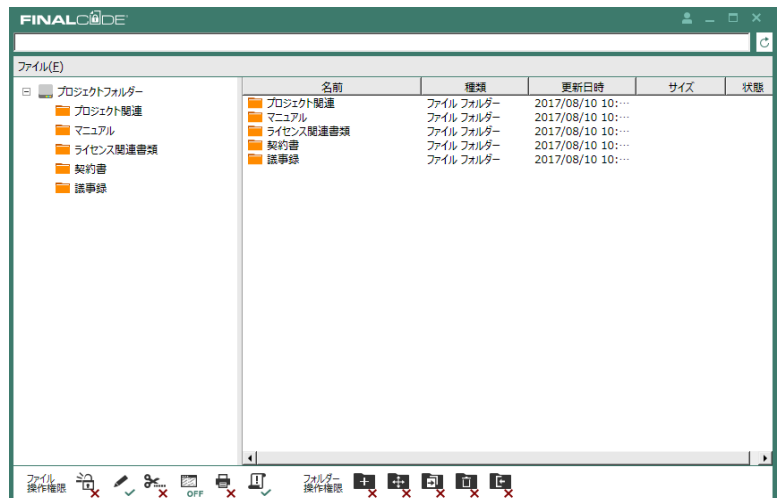 FINALCODE
ファイル(F)
プロジェクトフォルダー
プロジェクト関連
マニュアル
ライセンス関連書類
契約書
議事録
名前 種類 更新日時 サイズ 状態
プロジェクト関連 ファイル フォルダー 2017/08/10 10:…
マニュアル ファイル フォルダー 2017/08/10 10:…
ライセンス関連書類 ファイル フォルダー 2017/08/10 10:…
契約書 ファイル フォルダー 2017/08/10 10:…
議事録 ファイル フォルダー 2017/08/10 10:…
ファイル
操作権限
OFF
フォルダー
操作権限